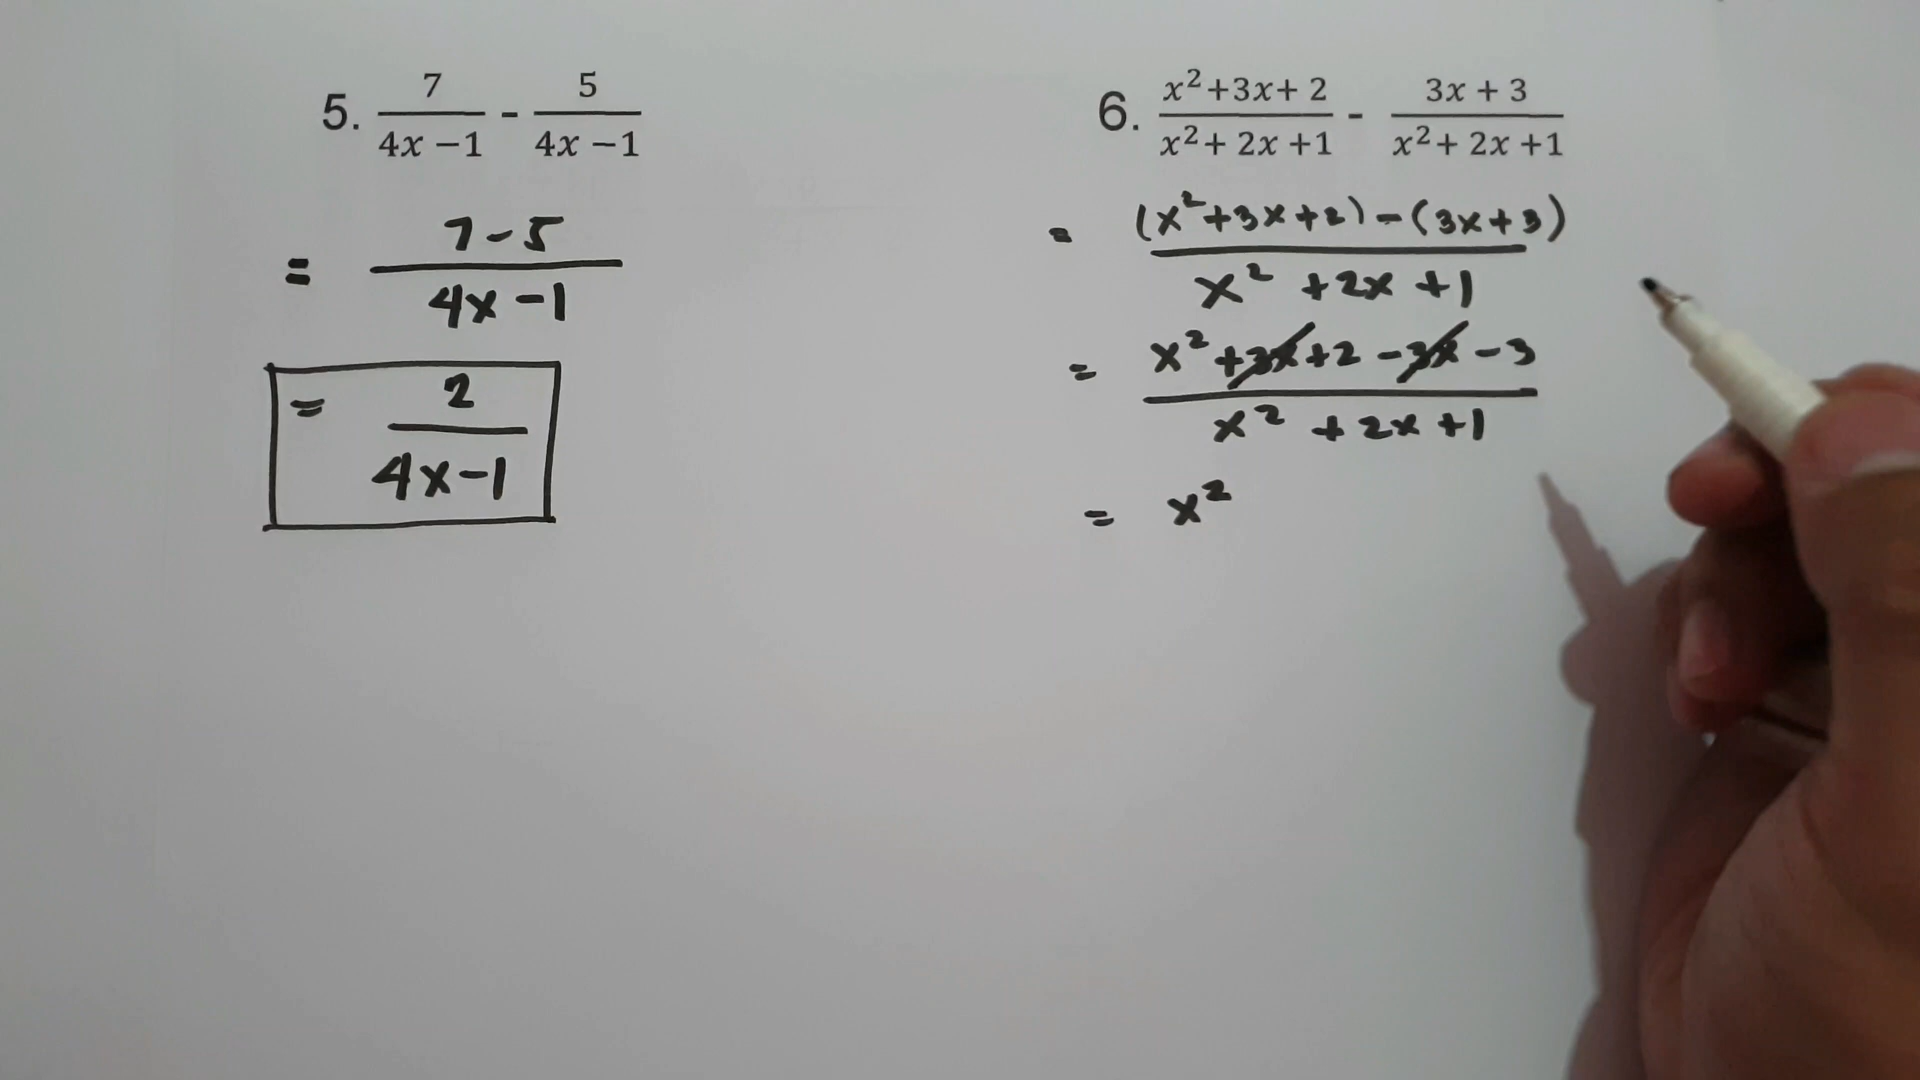 5. 7/(4x −1) - 5/(4x −1)
= (7-5)/(4x-1)
= 2/(4x-1)
6. (x²+3x+2)/(x²+ 2x +1) - (3x + 3)/(x²+ 2x +1)
= ((x²+3x+2)-(3x+3))/(x²+2x+1)
= (x²+3x+2-3x-3)/(x²+2x+1)
= x²